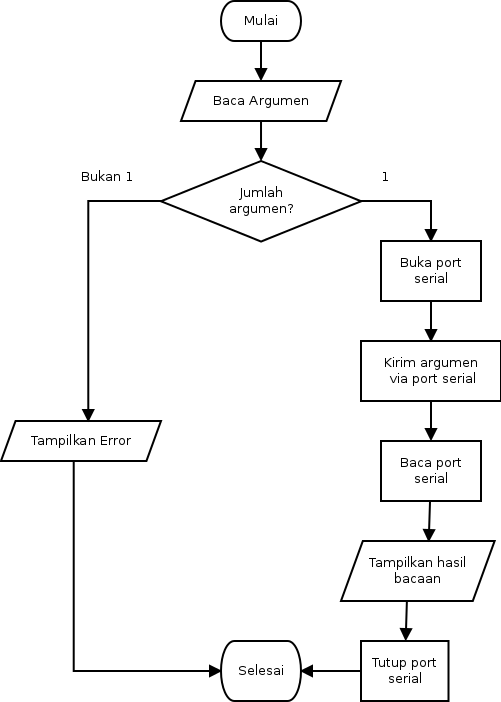 Mulai
Baca Argumen
Bukan 1
1
Jumlah
argumen?
Buka port
serial
Kirim argumen
via port serial
Tampilkan Error
Baca port
serial
Tampilkan hasil
bacaan
Selesai
Tutup port
serial